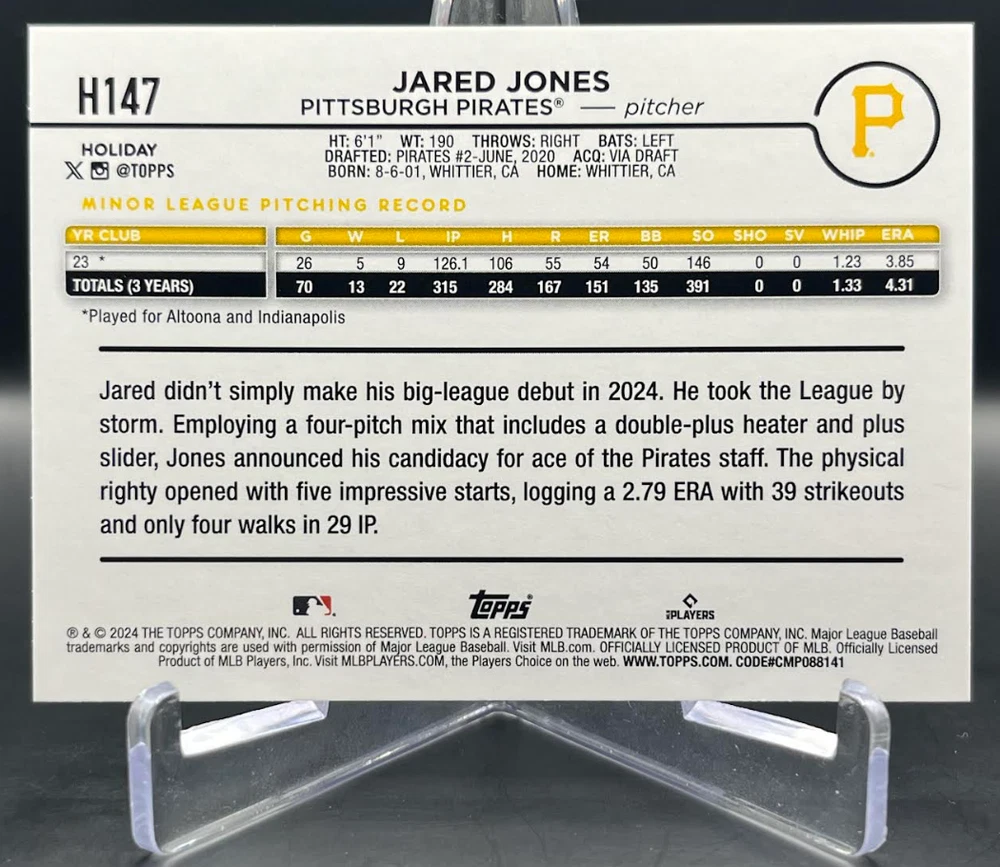 H147
JARED JONES
PITTSBURGH PIRATES® — pitcher
P
HOLIDAY
X @TOPPS
HT: 6'1" WT: 190 THROWS: RIGHT BATS: LEFT
DRAFTED: PIRATES #2-JUNE, 2020 ACQ: VIA DRAFT
BORN: 8-6-01, WHITTIER, CA HOME: WHITTIER, CA
MINOR LEAGUE PITCHING RECORD
YR CLUB G W L IP H R ER BB SO SHO SV WHIP ERA
23 * 26 5 9 126.1 106 55 54 50 146 0 0 1.23 3.85
TOTALS (3 YEARS) 70 13 22 315 284 167 151 135 391 0 0 1.33 4.31
*Played for Altoona and Indianapolis
Jared didn't simply make his big-league debut in 2024. He took the League by
storm. Employing a four-pitch mix that includes a double-plus heater and plus
slider, Jones announced his candidacy for ace of the Pirates staff. The physical
righty opened with five impressive starts, logging a 2.79 ERA with 39 strikeouts
and only four walks in 29 IP.
Topps® PLAYERS
® & © 2024 THE TOPPS COMPANY, INC. ALL RIGHTS RESERVED. TOPPS IS A REGISTERED TRADEMARK OF THE TOPPS COMPANY, INC. Major League Baseball
trademarks and copyrights are used with permission of Major League Baseball. Visit MLB.com. OFFICIALLY LICENSED PRODUCT OF MLB. Officially Licensed
Product of MLB Players, Inc. Visit MLBPLAYERS.COM, the Players Choice on the web. WWW.TOPPS.COM. CODE#CMP088141